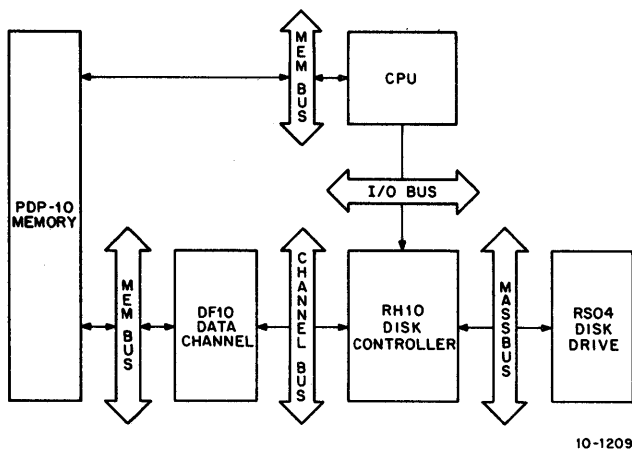 MEM BUS
CPU
I/O BUS
PDP-10
MEMORY
MEM BUS
DF10
DATA
CHANNEL
CHANNEL BUS
RH10
DISK
CONTROLLER
MASSBUS
RS04
DISK
DRIVE
10-1209